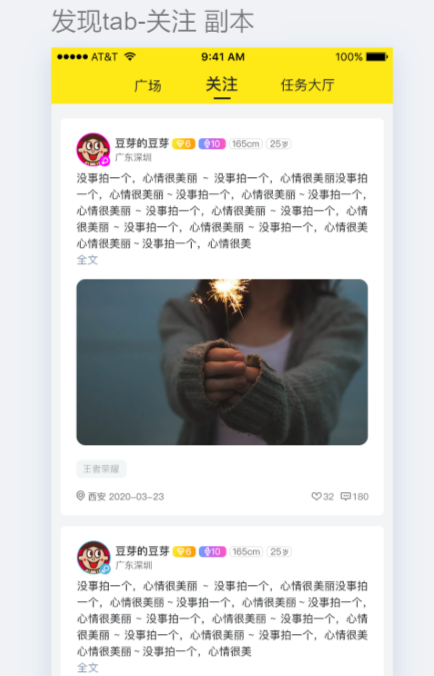 发现tab-关注 副本
AT&T 9:41 AM 100%
广场 关注 任务大厅
豆芽的豆芽 6 10 165cm 25岁
广东深圳
没事拍一个，心情很美丽 ~ 没事拍一个，心情很美丽没事拍
一个，心情很美丽 ~ 没事拍一个，心情很美丽 ~ 没事拍一个，
心情很美丽 ~ 没事拍一个，心情很美丽 ~ 没事拍一个，心情
很美丽 ~ 没事拍一个，心情很美丽 ~ 没事拍一个，心情很美
心情很美丽 ~ 没事拍一个，心情很美
全文
王者荣耀
西安 2020-03-23 32 180
豆芽的豆芽 6 10 165cm 25岁
广东深圳
没事拍一个，心情很美丽 ~ 没事拍一个，心情很美丽没事拍
一个，心情很美丽 ~ 没事拍一个，心情很美丽 ~ 没事拍一个，
心情很美丽 ~ 没事拍一个，心情很美丽 ~ 没事拍一个，心情
很美丽 ~ 没事拍一个，心情很美丽 ~ 没事拍一个，心情很美
心情很美丽 ~ 没事拍一个，心情很美
全文